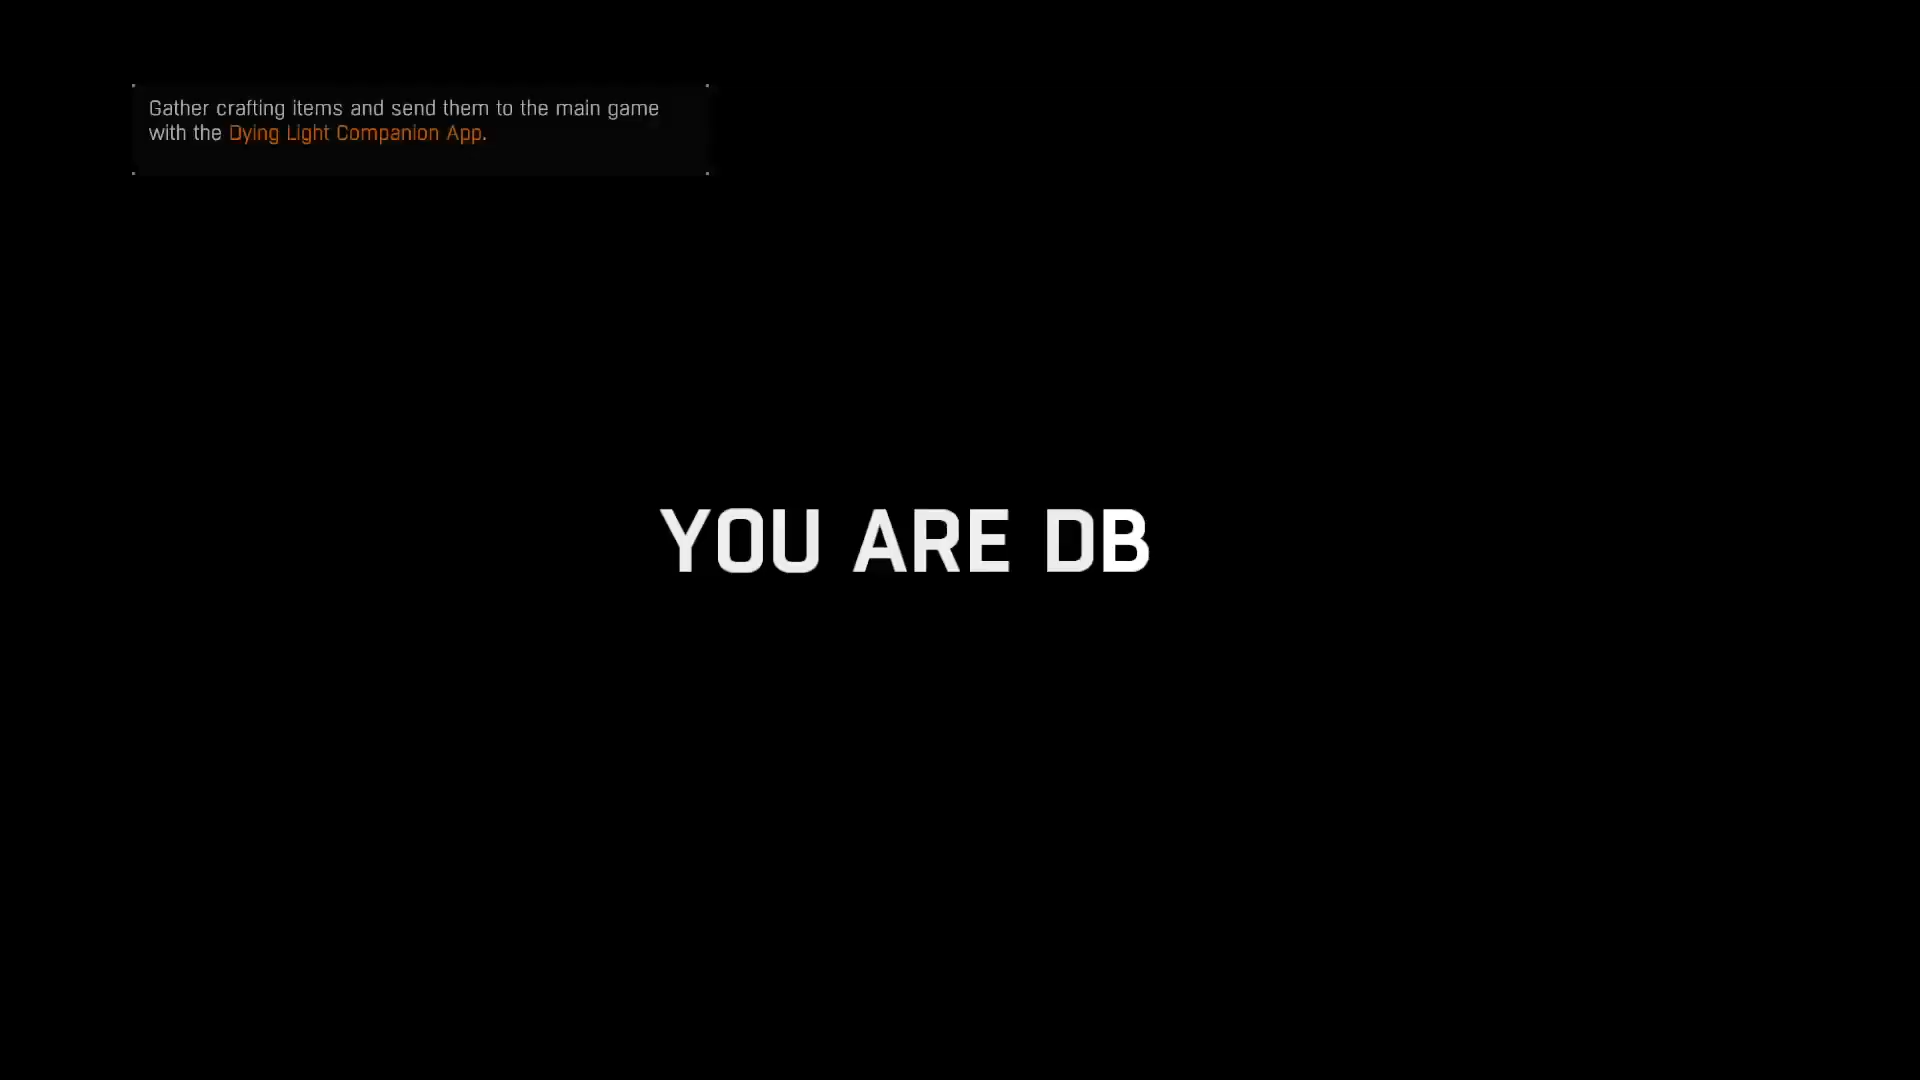 Gather crafting items and send them to the main game
with the Dying Light Companion App.
YOU ARE DB